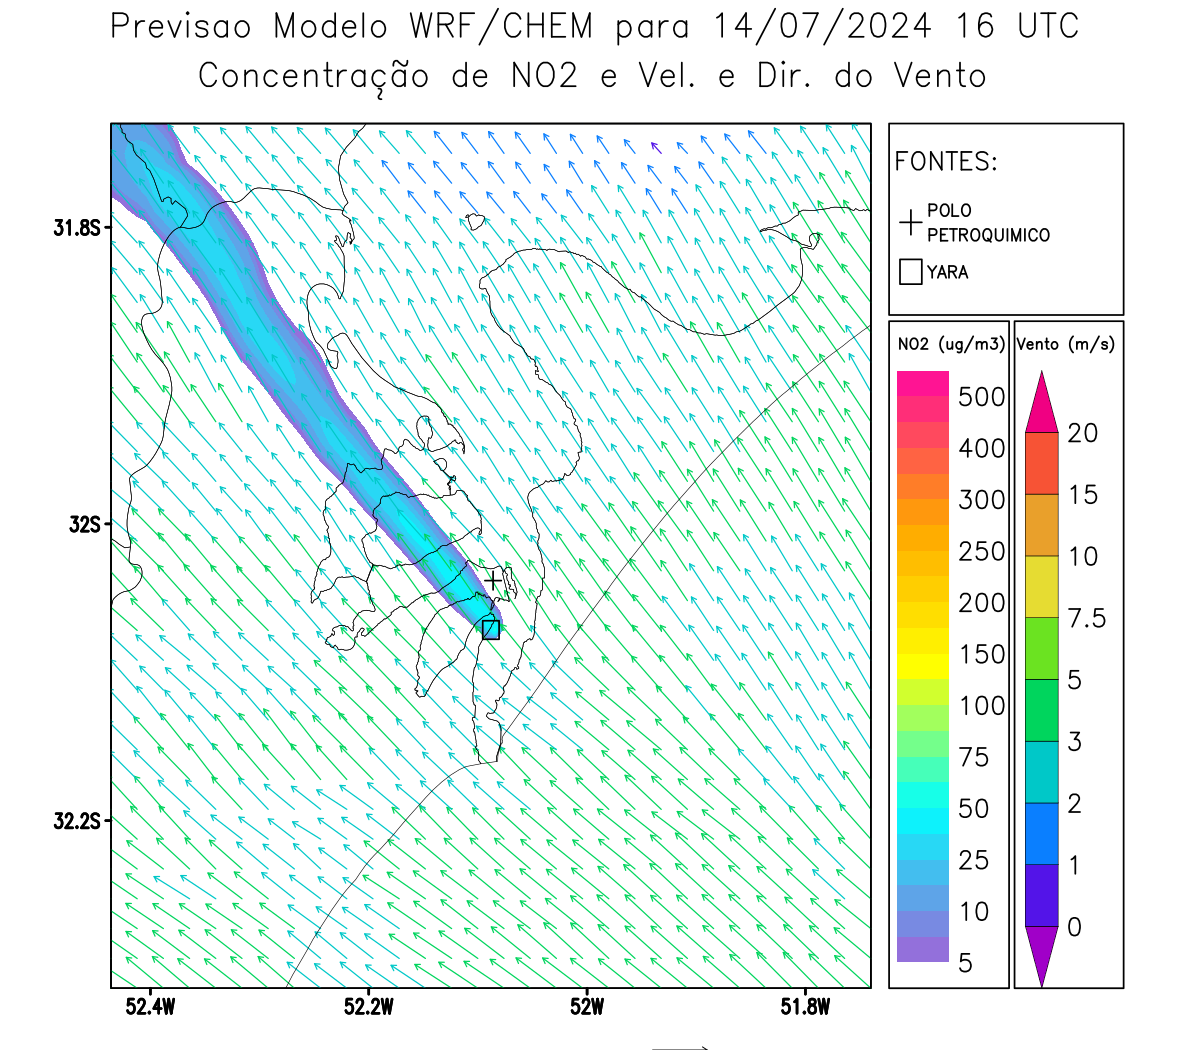 Previsao Modelo WRF/CHEM para 14/07/2024 16 UTC
Concentração de NO2 e Vel. e Dir. do Vento
FONTES:
POLO
PETROQUIMICO
YARA
NO2 (ug/m3)
500
400
300
250
200
150
100
75
50
25
10
5
Vento (m/s)
20
15
10
7.5
5
3
2
1
0
31.8S
32S
32.2S
52.4W
52.2W
52W
51.8W